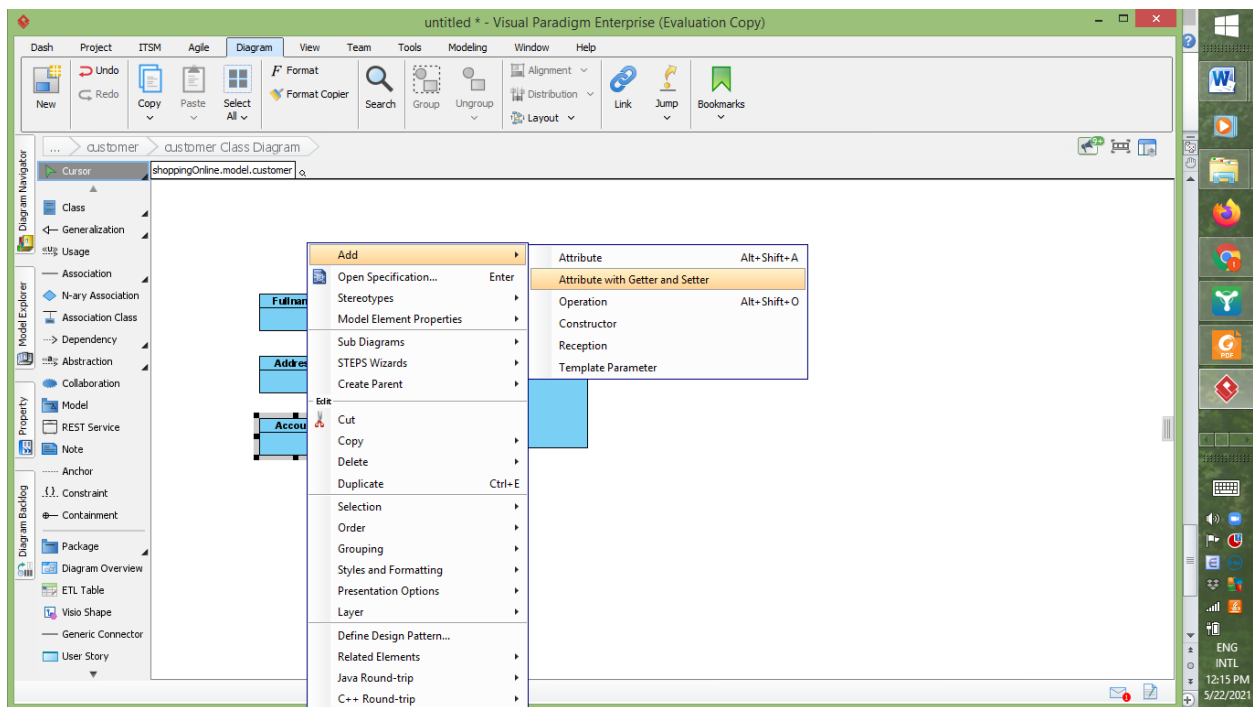 untitled * - Visual Paradigm Enterprise (Evaluation Copy)
Dash Project ITSM Agile Diagram View Team Tools Modeling Window Help
New
Undo
Redo
Copy
Paste
Select All
Format
Format Copier
Search
Group
Ungroup
Alignment
Distribution
Layout
Link
Jump
Bookmarks
... customer customer Class Diagram
9+
Diagram Navigator
Model Explorer
Property
Diagram Backlog
Cursor
Class
Generalization
«U» Usage
Association
N-ary Association
Association Class
Dependency
Abstraction
Collaboration
Model
REST Service
Note
Anchor
Constraint
Containment
Package
Diagram Overview
ETL Table
Visio Shape
Generic Connector
User Story
shoppingOnline.model.customer
Fullnan
Addres
Accou
Add
Open Specification... Enter
Stereotypes
Model Element Properties
Sub Diagrams
STEPS Wizards
Create Parent
Edit
Cut
Copy
Delete
Duplicate Ctrl+E
Selection
Order
Grouping
Styles and Formatting
Presentation Options
Layer
Define Design Pattern...
Related Elements
Java Round-trip
C++ Round-trip
Attribute Alt+Shift+A
Attribute with Getter and Setter
Operation Alt+Shift+O
Constructor
Reception
Template Parameter
PDF
ENG
INTL
12:15 PM
5/22/2021